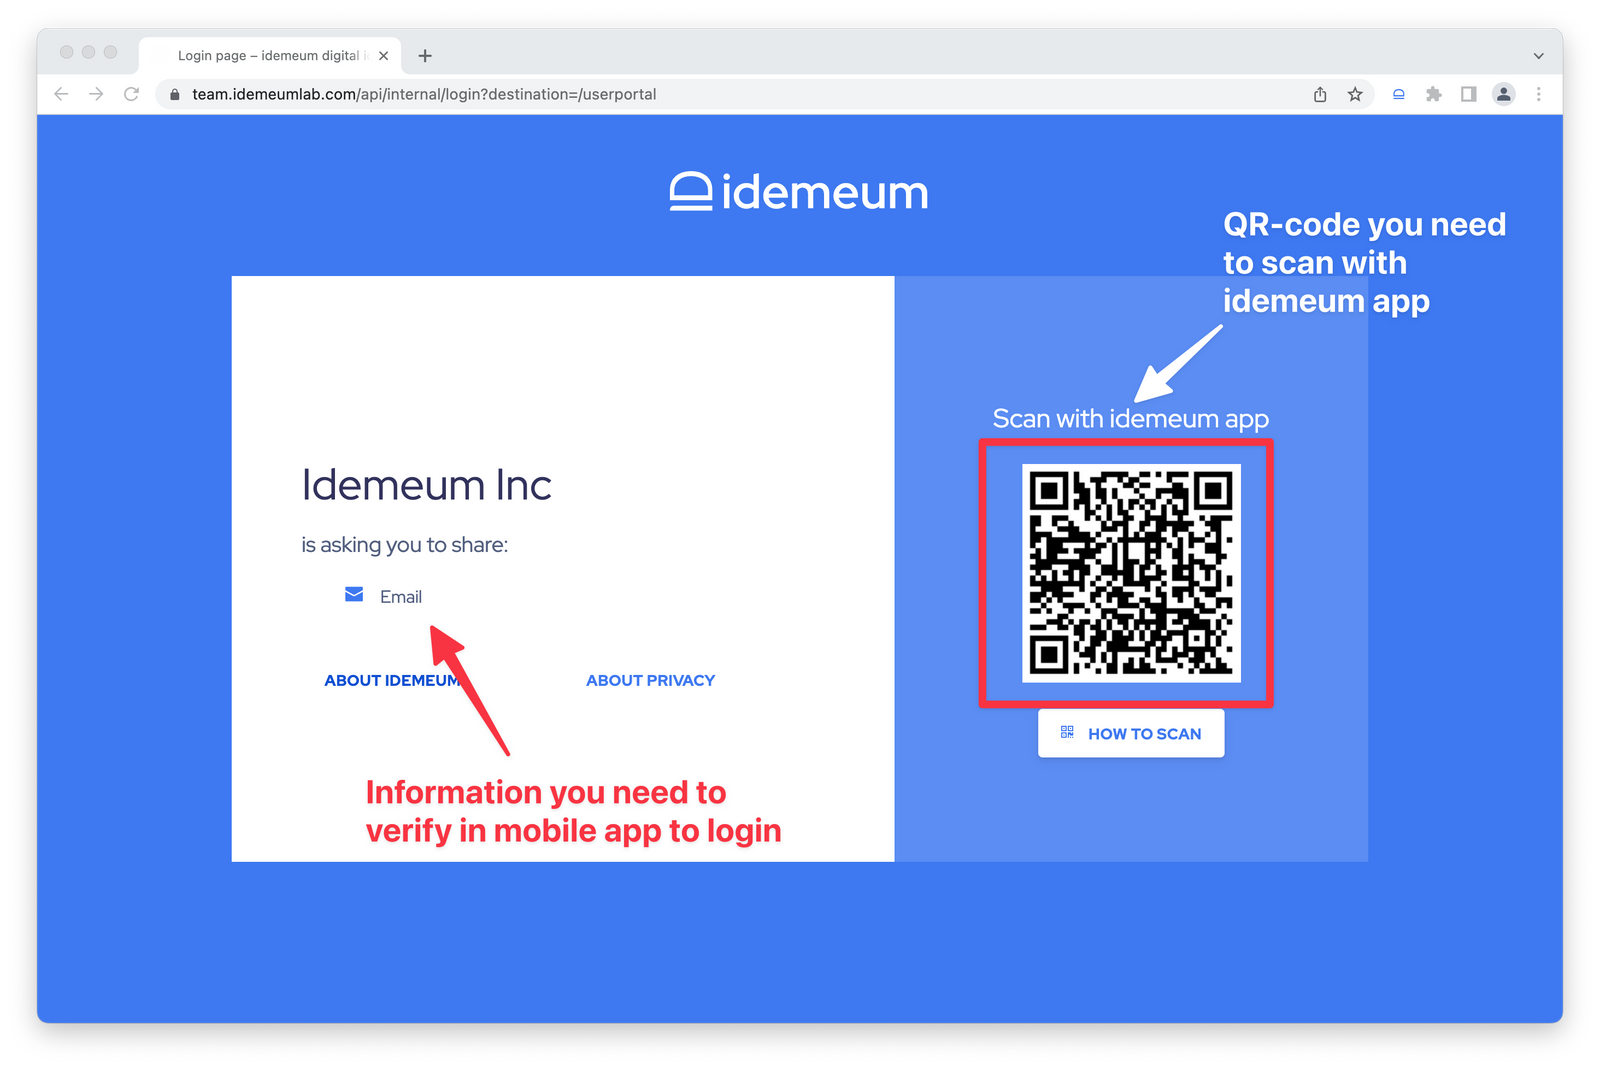 Login page – idemeum digital i
team.idemeumlab.com/api/internal/login?destination=/userportal
idemeum
QR-code you need
to scan with
idemeum app
Scan with idemeum app
Idemeum Inc
is asking you to share:
Email
ABOUT IDEMEUM
ABOUT PRIVACY
HOW TO SCAN
Information you need to
verify in mobile app to login